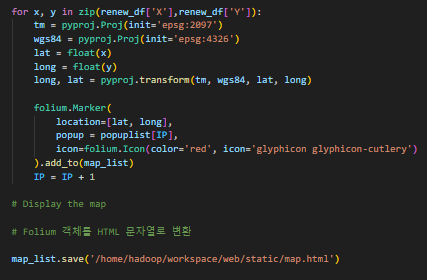 for x, y in zip(renew_df['X'],renew_df['Y']):
    tm = pyproj.Proj(init='epsg:2097')
    wgs84 = pyproj.Proj(init='epsg:4326')
    lat = float(x)
    long = float(y)
    long, lat = pyproj.transform(tm, wgs84, lat, long)

    folium.Marker(
        location=[lat, long],
        popup = popuplist[IP],
        icon=folium.Icon(color='red', icon='glyphicon glyphicon-cutlery')
    ).add_to(map_list)
    IP = IP + 1

# Display the map

# Folium 객체를 HTML 문자열로 변환

map_list.save('/home/hadoop/workspace/web/static/map.html')